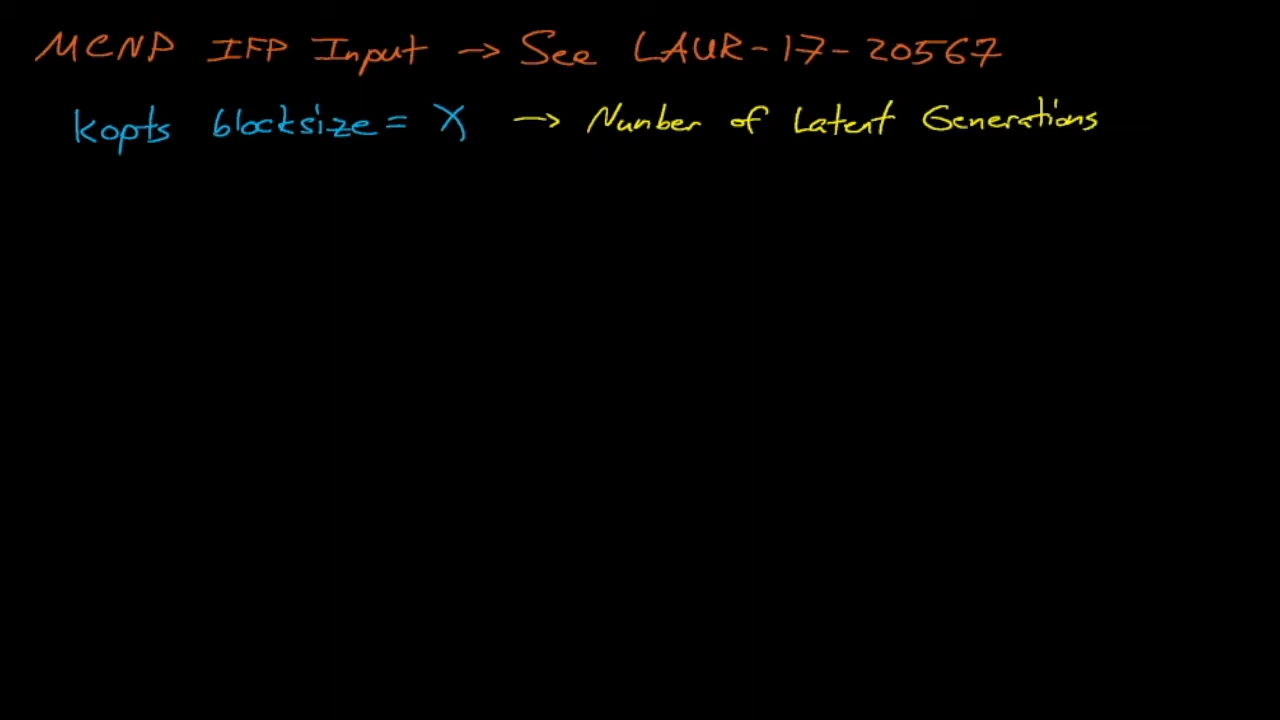 MCNP IFP Input → See LAUR-17-20567
kopts blocksize = X → Number of Latent Generations